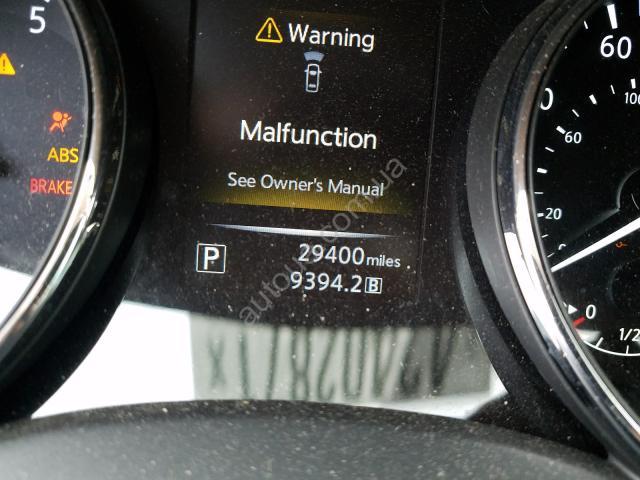 5
Warning
60
100
0
60
Malfunction
ABS
See Owner's Manual
BRAKE
20
29400 miles
P
9394.2 B
0
1/2